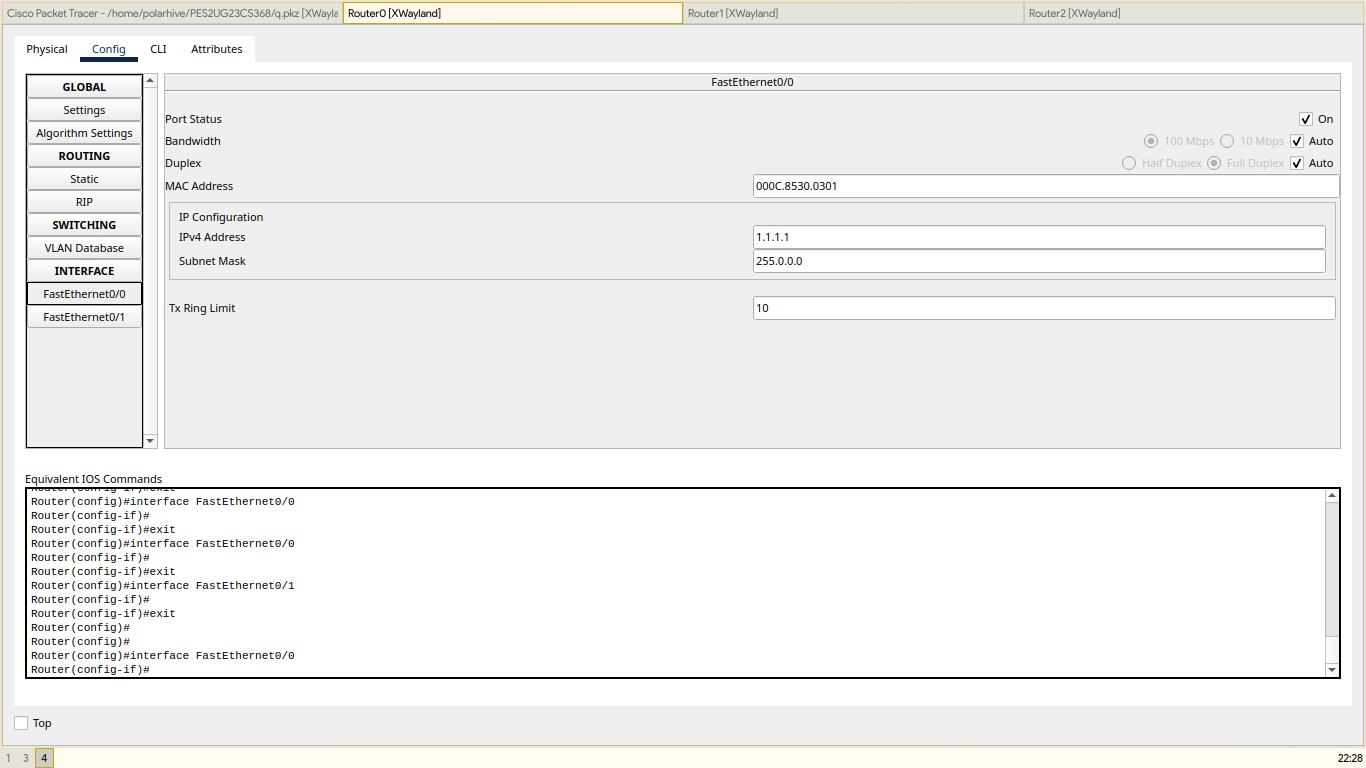 Cisco Packet Tracer - /home/polarhive/PES2UG23CS368/q.pkz [XWayla
Router0 [XWayland]
Router1 [XWayland]
Router2 [XWayland]
Physical
Config
CLI
Attributes
GLOBAL
Settings
Algorithm Settings
ROUTING
Static
RIP
SWITCHING
VLAN Database
INTERFACE
FastEthernet0/0
FastEthernet0/1
FastEthernet0/0
Port Status
On
Bandwidth
100 Mbps
10 Mbps
Auto
Duplex
Half Duplex
Full Duplex
Auto
MAC Address
000C.8530.0301
IP Configuration
IPv4 Address
1.1.1.1
Subnet Mask
255.0.0.0
Tx Ring Limit
10
Equivalent IOS Commands
Router(config-if)#exit
Router(config)#interface FastEthernet0/0
Router(config-if)#
Router(config-if)#exit
Router(config)#interface FastEthernet0/0
Router(config-if)#
Router(config-if)#exit
Router(config)#interface FastEthernet0/1
Router(config-if)#
Router(config-if)#exit
Router(config)#
Router(config)#
Router(config)#interface FastEthernet0/0
Router(config-if)#
Top
1 3 4
22:28